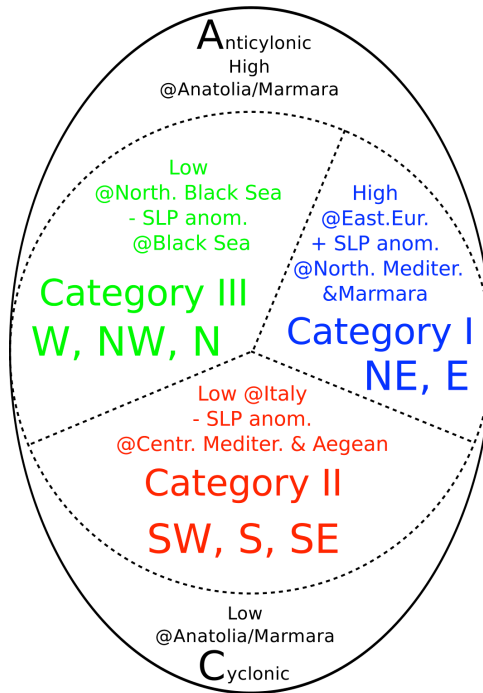 Anticylonic
High
@Anatolia/Marmara
Low
@North. Black Sea
- SLP anom.
@Black Sea
Category III
W, NW, N
High
@East.Eur.
+ SLP anom.
@North. Mediter.
&Marmara
Category I
NE, E
Low @Italy
- SLP anom.
@Centr. Mediter. & Aegean
Category II
SW, S, SE
Low
@Anatolia/Marmara
Cyclonic